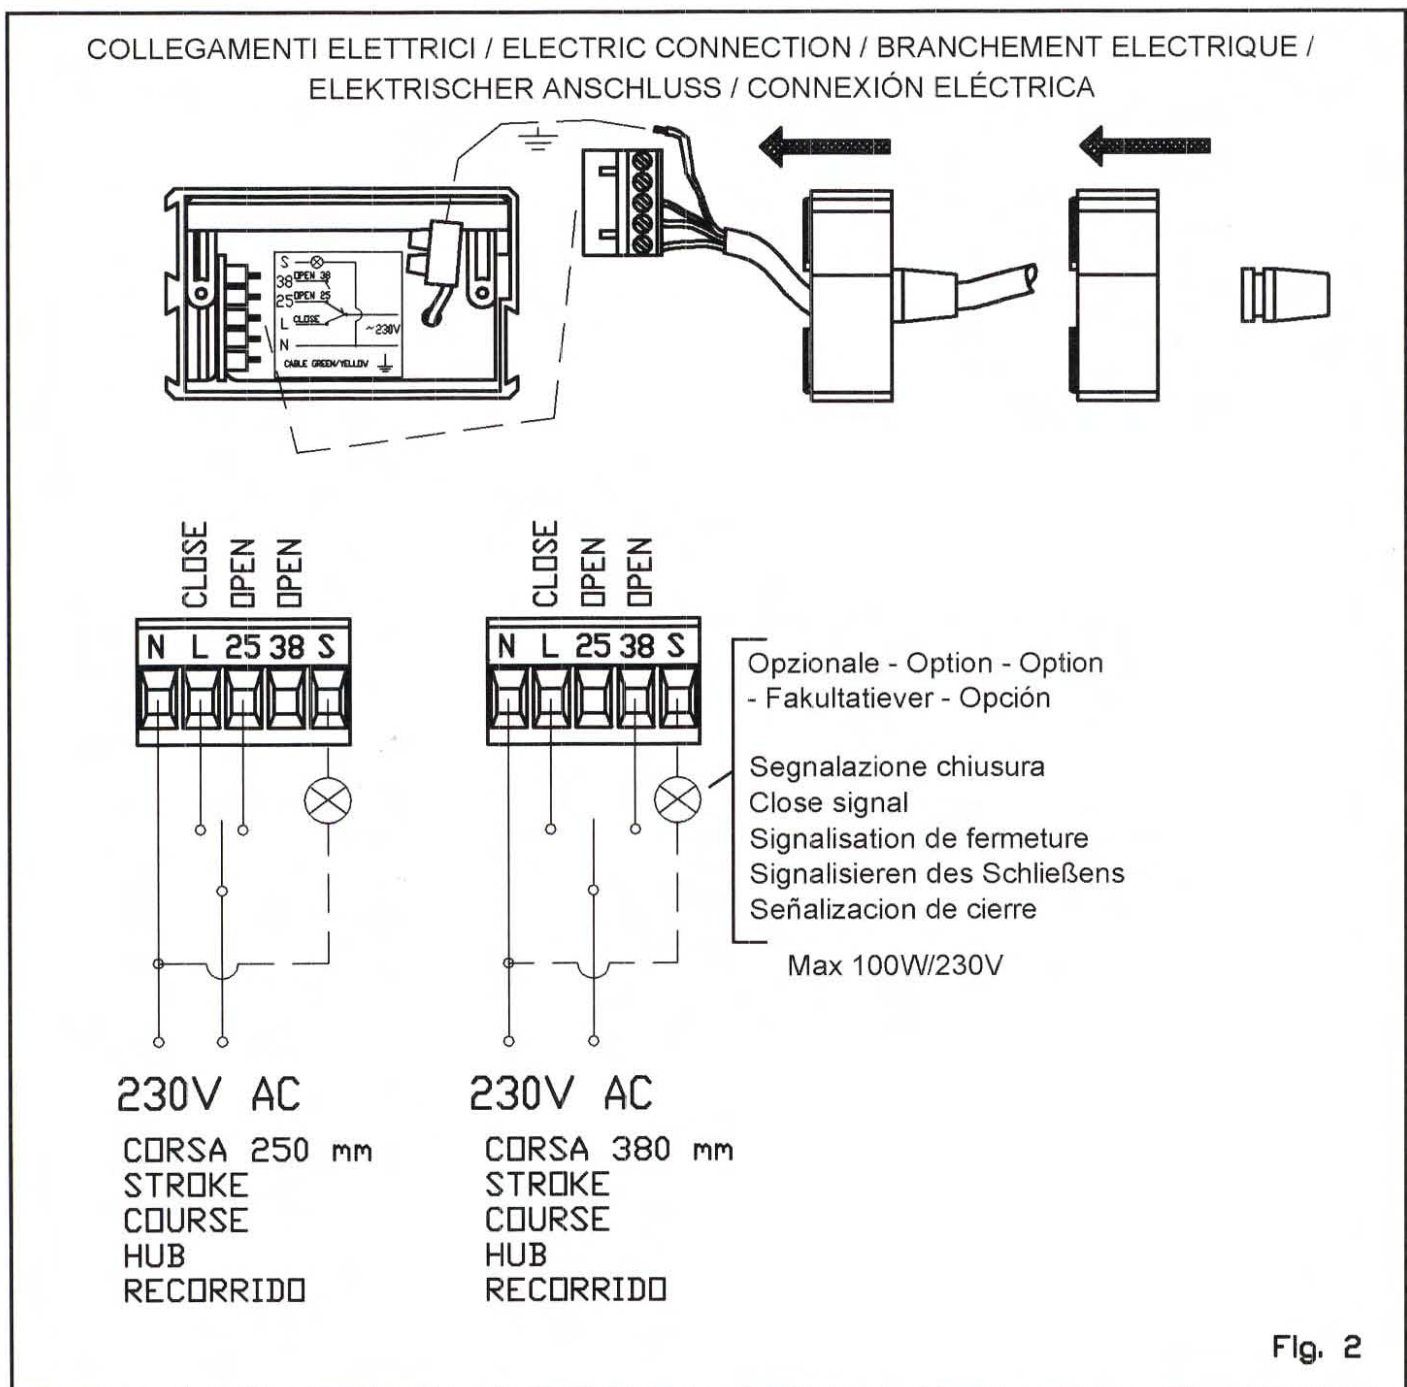 COLLEGAMENTI ELETTRICI / ELECTRIC CONNECTION / BRANCHEMENT ELECTRIQUE /
ELEKTRISCHER ANSCHLUSS / CONNEXIÓN ELÉCTRICA
S
38 OPEN 38
25 OPEN 25
L CLOSE
~230V
N
CABLE GREEN/YELLOW
CLOSE
OPEN
OPEN
N L 25 38 S
CLOSE
OPEN
OPEN
N L 25 38 S
Opzionale - Option - Option
- Fakultatiever - Opción
Segnalazione chiusura
Close signal
Signalisation de fermeture
Signalisieren des Schließens
Señalizacion de cierre
Max 100W/230V
230V AC
CORSA 250 mm
STROKE
COURSE
HUB
RECORRIDO
230V AC
CORSA 380 mm
STROKE
COURSE
HUB
RECORRIDO
Fig. 2